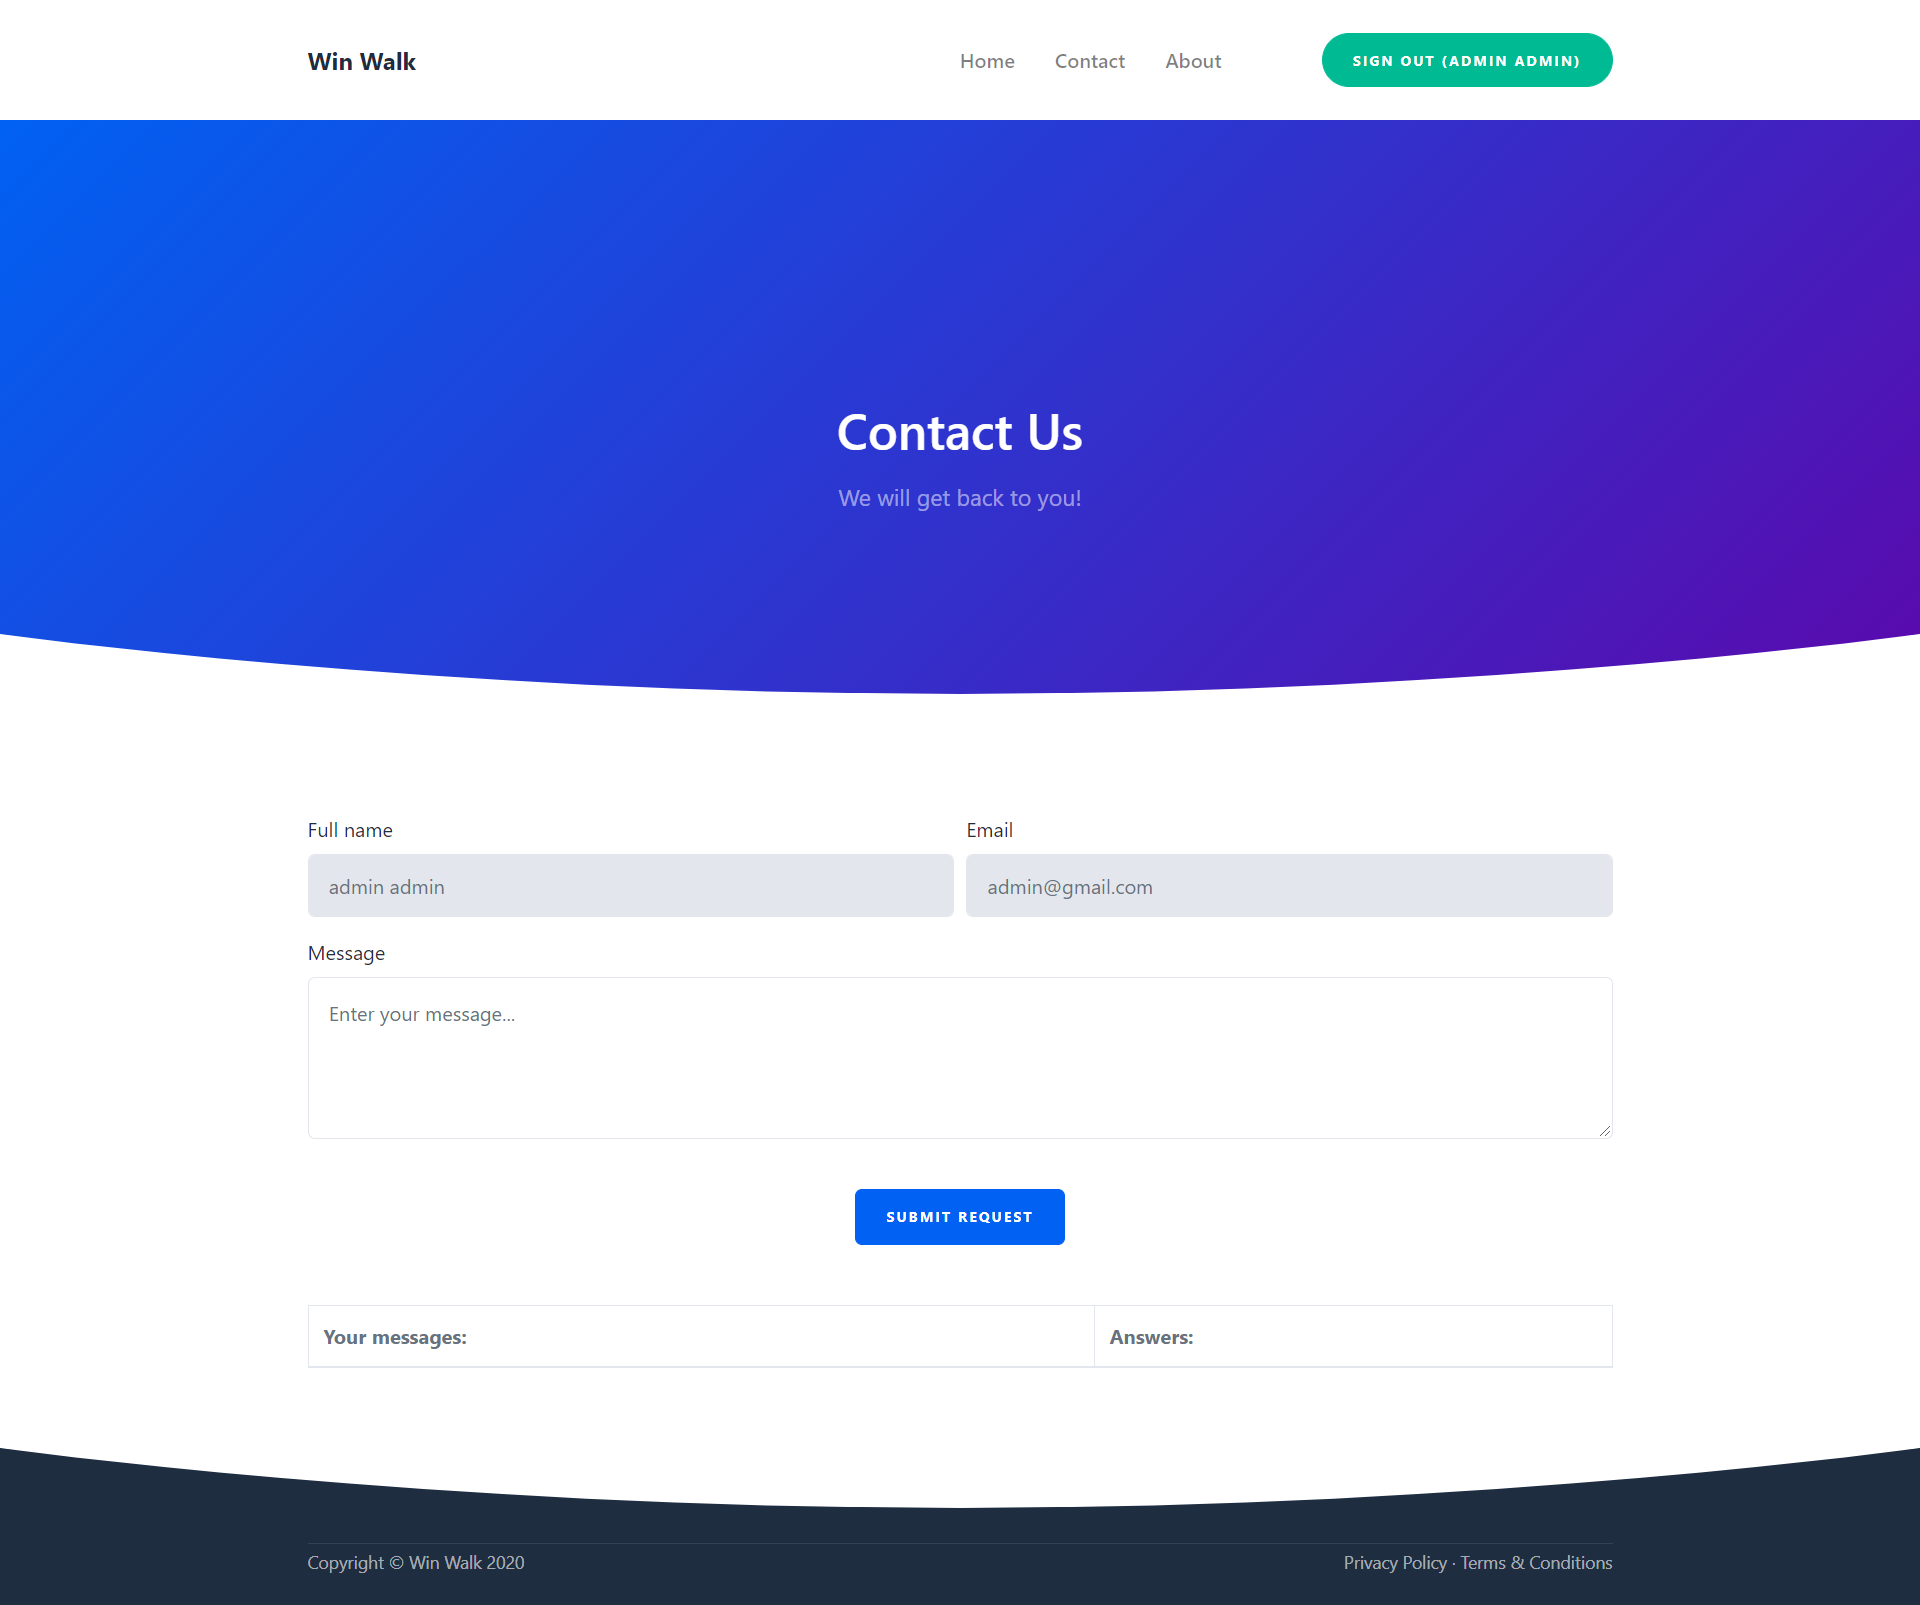 Win Walk
Home Contact About SIGN OUT (ADMIN ADMIN)
Contact Us
We will get back to you!
Full name Email
admin admin admin@gmail.com
Message
Enter your message...
SUBMIT REQUEST
Your messages: Answers:
Copyright © Win Walk 2020 Privacy Policy · Terms & Conditions